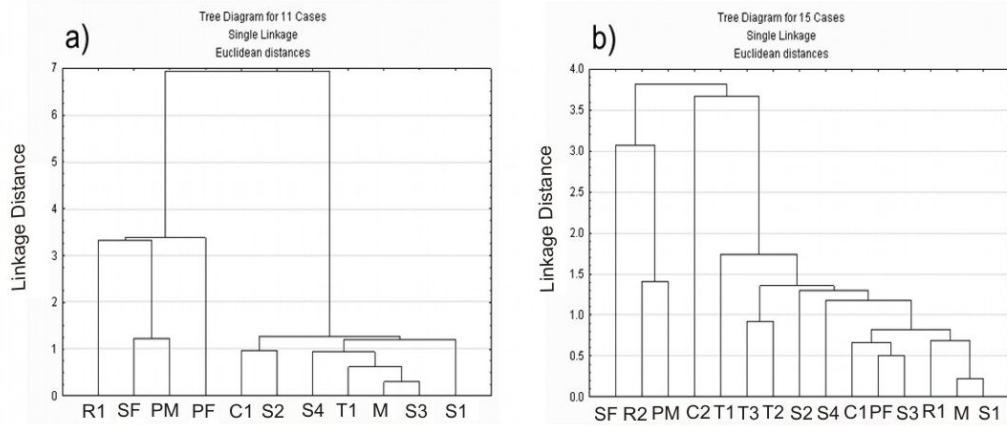 a)
Tree Diagram for 11 Cases
Single Linkage
Euclidean distances
Linkage Distance
7
6
5
4
3
2
1
0
R1 SF PM PF C1 S2 S4 T1 M S3 S1
b)
Tree Diagram for 15 Cases
Single Linkage
Euclidean distances
Linkage Distance
4.0
3.5
3.0
2.5
2.0
1.5
1.0
0.5
0.0
SF R2 PM C2 T1 T3 T2 S2 S4 C1 PF S3 R1 M S1